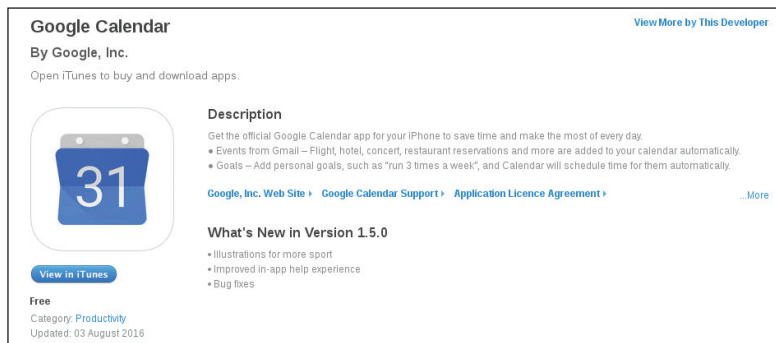 Google Calendar
View More by This Developer
By Google, Inc.
Open iTunes to buy and download apps.
Description
Get the official Google Calendar app for your iPhone to save time and make the most of every day.
● Events from Gmail – Flight, hotel, concert, restaurant reservations and more are added to your calendar automatically.
● Goals – Add personal goals, such as "run 3 times a week", and Calendar will schedule time for them automatically.
31
Google, Inc. Web Site Google Calendar Support Application Licence Agreement
...More
What's New in Version 1.5.0
• Illustrations for more sport
• Improved in-app help experience
• Bug fixes
View in iTunes
Free
Category: Productivity
Updated: 03 August 2016